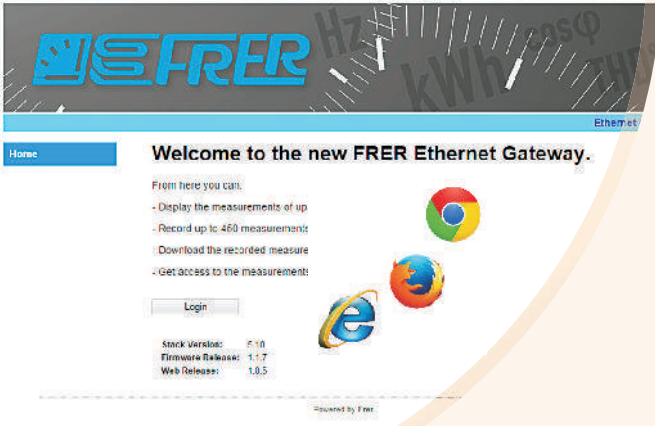 FRER
Hz
kWh
cosφ
Ethernet
Home
Welcome to the new FRER Ethernet Gateway.
From here you can:
- Display the measurements of up
- Record up to 460 measurements
- Download the recorded measure
- Get access to the measurements
Login
Stack Version: 5.10
Firmware Release: 1.1.7
Web Release: 1.0.5
Powered by Frer